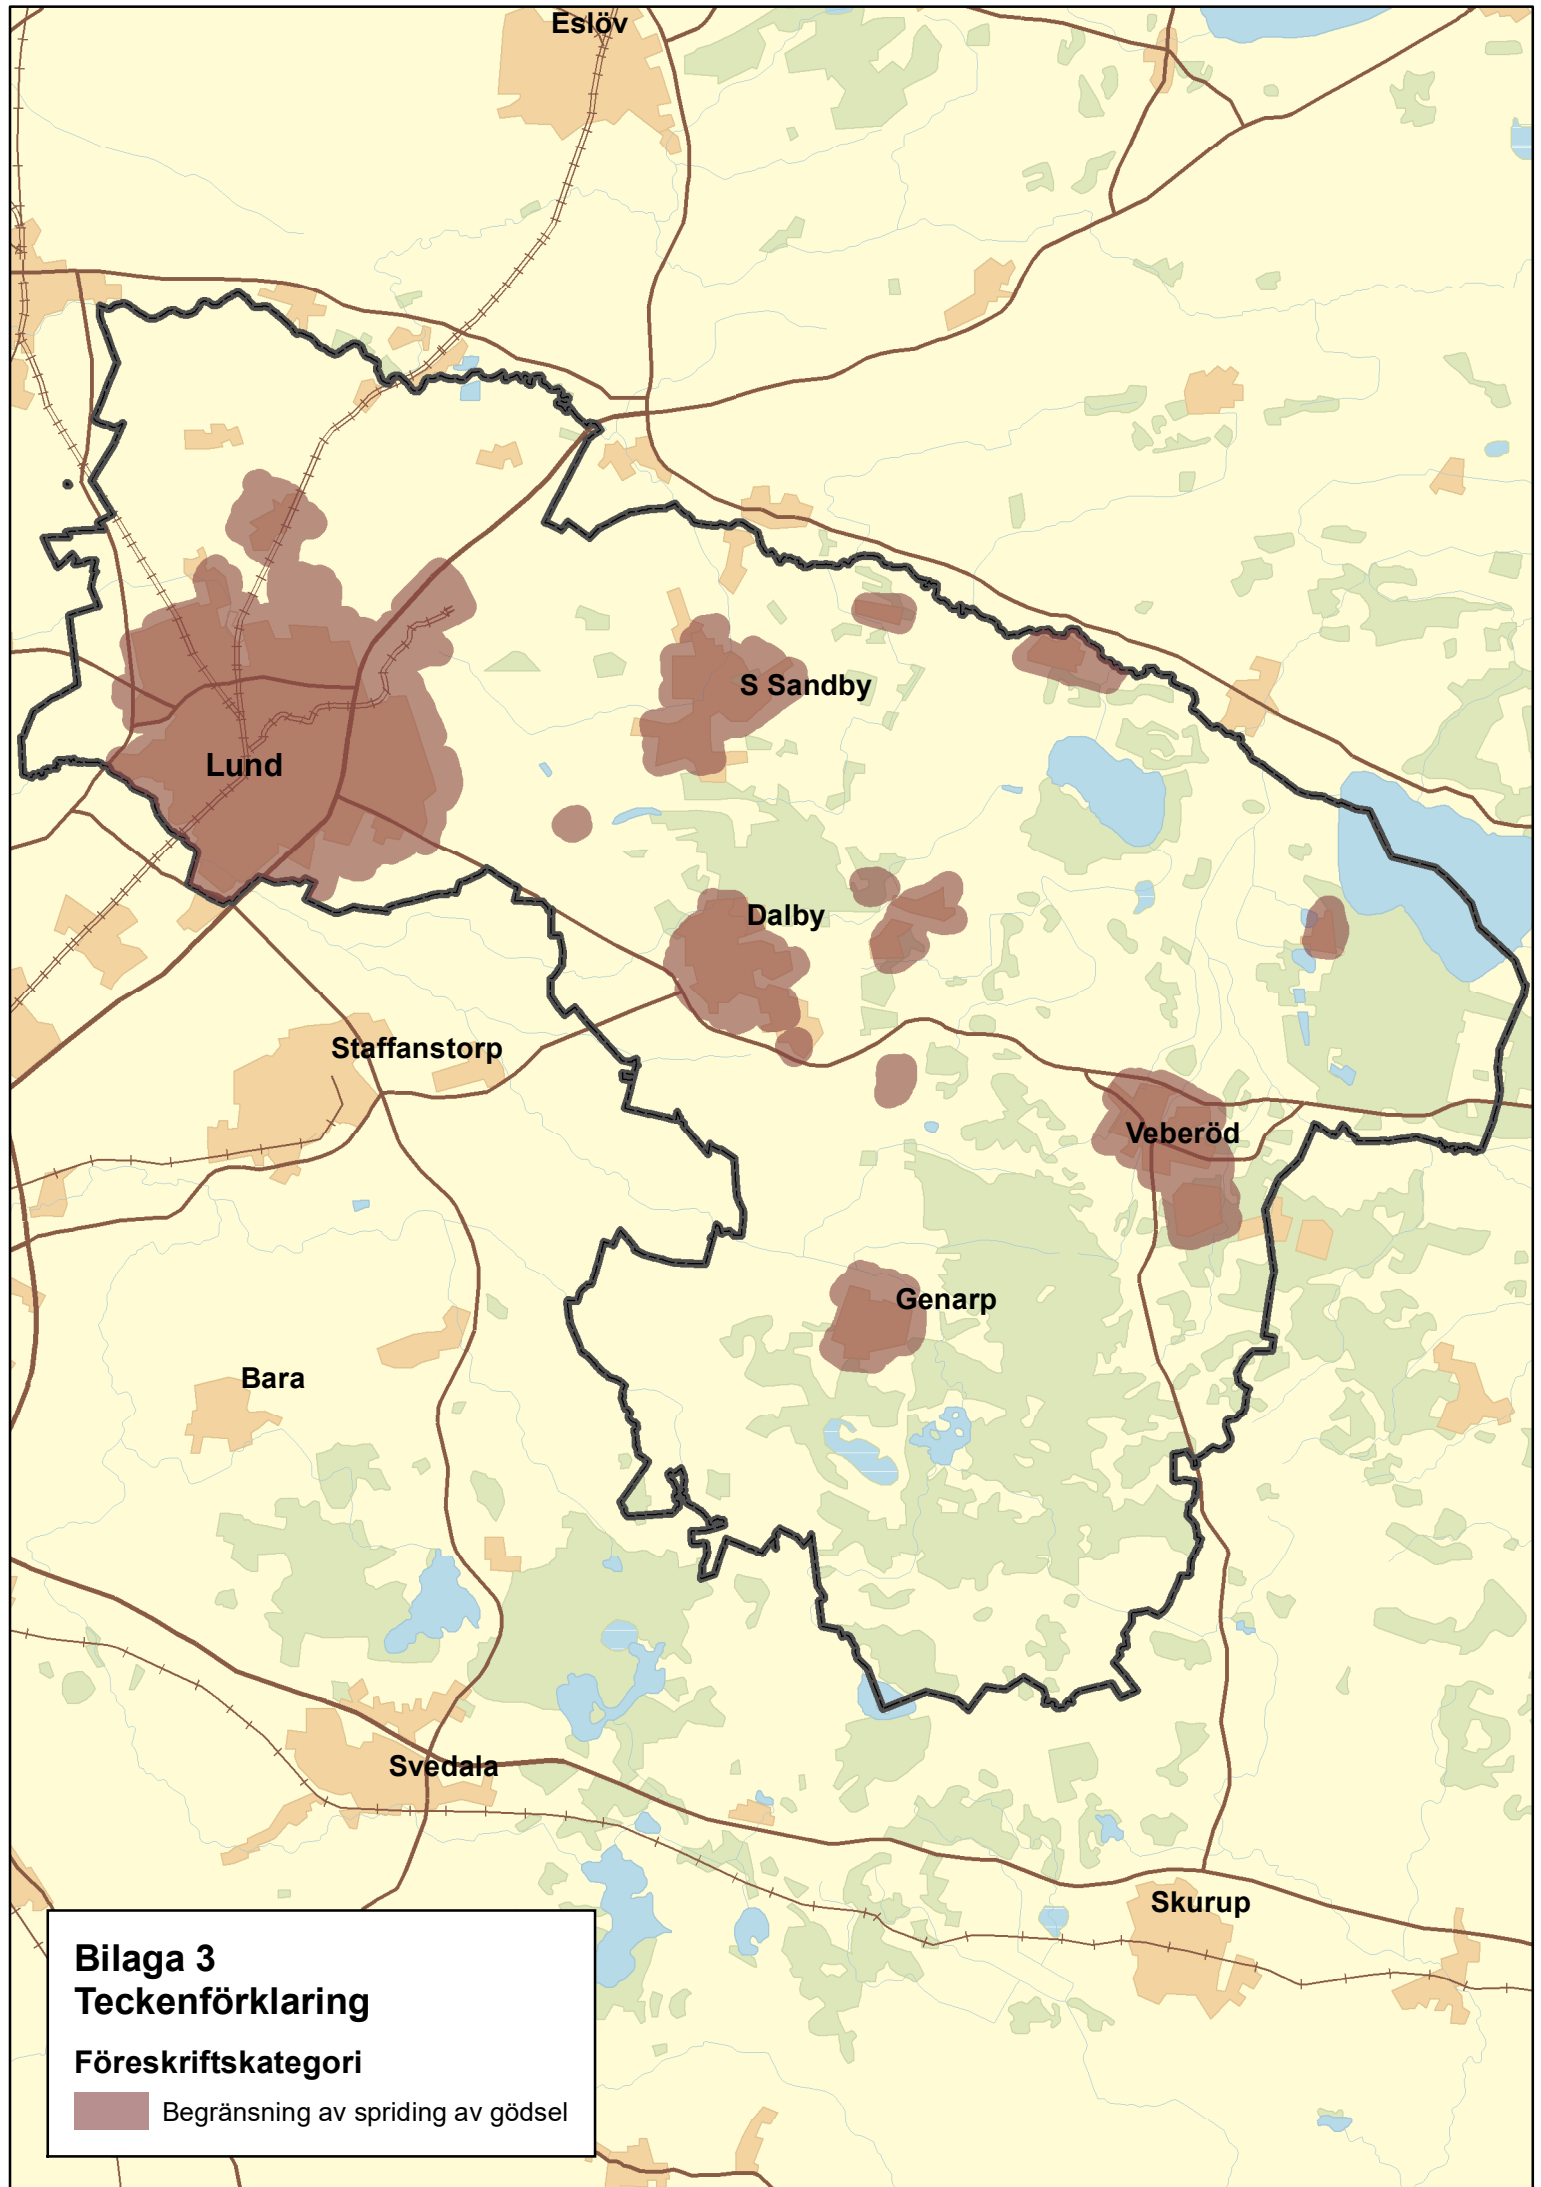 Eslöv
S Sandby
Lund
Dalby
Staffanstorp
Veberöd
Genarp
Bara
Svedala
Skurup
Bilaga 3
Teckenförklaring
Föreskriftskategori
Begränsning av spriding av gödsel